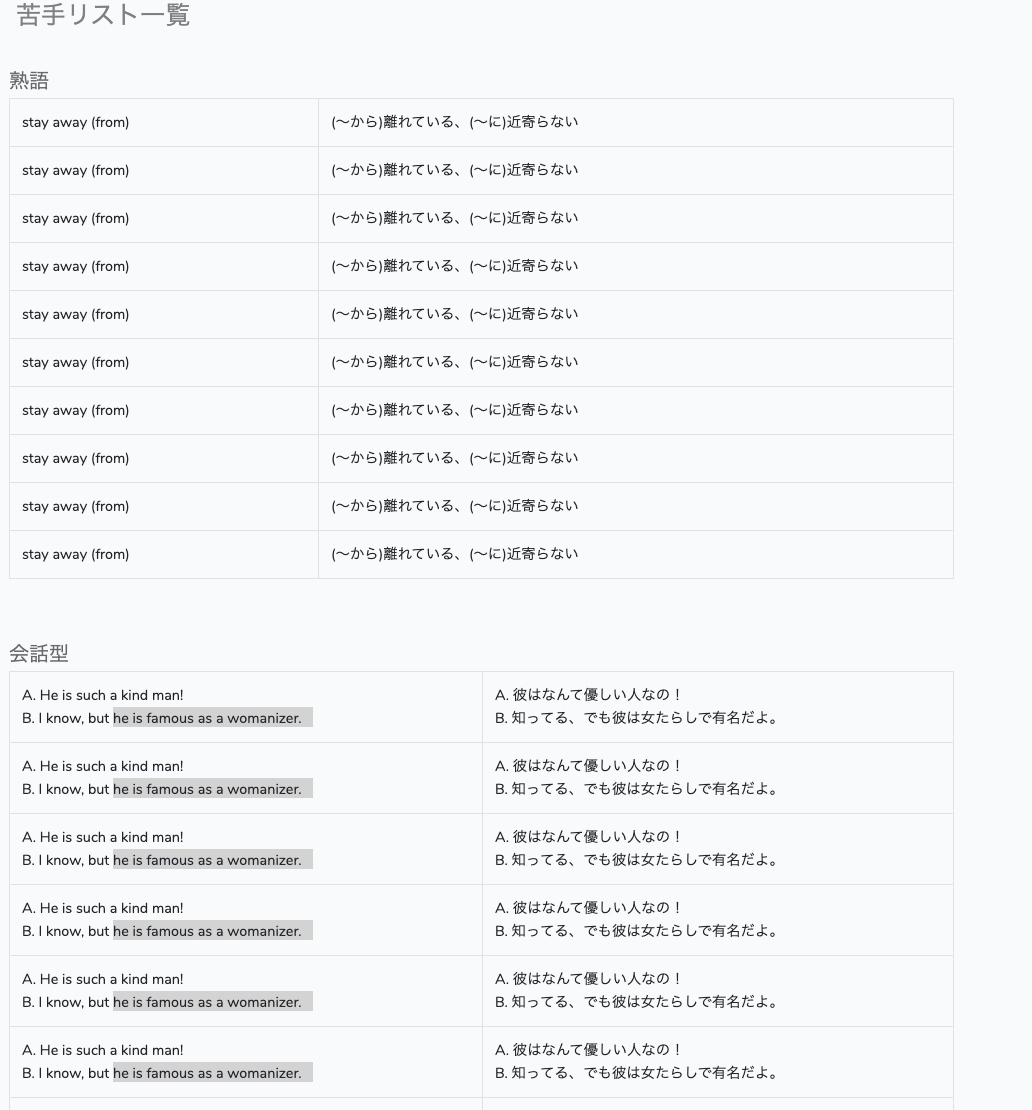 苦手リスト一覧
熟語
stay away (from) (〜から)離れている、(〜に)近寄らない
stay away (from) (〜から)離れている、(〜に)近寄らない
stay away (from) (〜から)離れている、(〜に)近寄らない
stay away (from) (〜から)離れている、(〜に)近寄らない
stay away (from) (〜から)離れている、(〜に)近寄らない
stay away (from) (〜から)離れている、(〜に)近寄らない
stay away (from) (〜から)離れている、(〜に)近寄らない
stay away (from) (〜から)離れている、(〜に)近寄らない
stay away (from) (〜から)離れている、(〜に)近寄らない
stay away (from) (〜から)離れている、(〜に)近寄らない
会話型
A. He is such a kind man!
B. I know, but he is famous as a womanizer.
A. 彼はなんて優しい人なの！
B. 知ってる、でも彼は女たらしで有名だよ。
A. He is such a kind man!
B. I know, but he is famous as a womanizer.
A. 彼はなんて優しい人なの！
B. 知ってる、でも彼は女たらしで有名だよ。
A. He is such a kind man!
B. I know, but he is famous as a womanizer.
A. 彼はなんて優しい人なの！
B. 知ってる、でも彼は女たらしで有名だよ。
A. He is such a kind man!
B. I know, but he is famous as a womanizer.
A. 彼はなんて優しい人なの！
B. 知ってる、でも彼は女たらしで有名だよ。
A. He is such a kind man!
B. I know, but he is famous as a womanizer.
A. 彼はなんて優しい人なの！
B. 知ってる、でも彼は女たらしで有名だよ。
A. He is such a kind man!
B. I know, but he is famous as a womanizer.
A. 彼はなんて優しい人なの！
B. 知ってる、でも彼は女たらしで有名だよ。